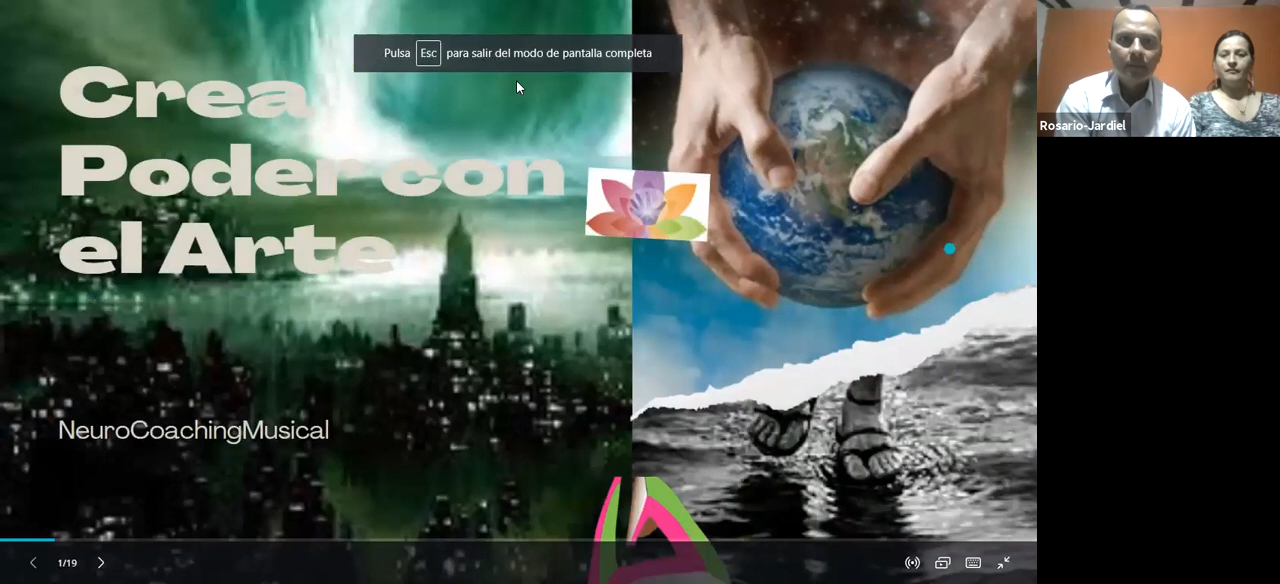 Pulsa Esc para salir del modo de pantalla completa
Crea
Poder con
el Arte
NeuroCoachingMusical
Rosario-Jardiel
1/19